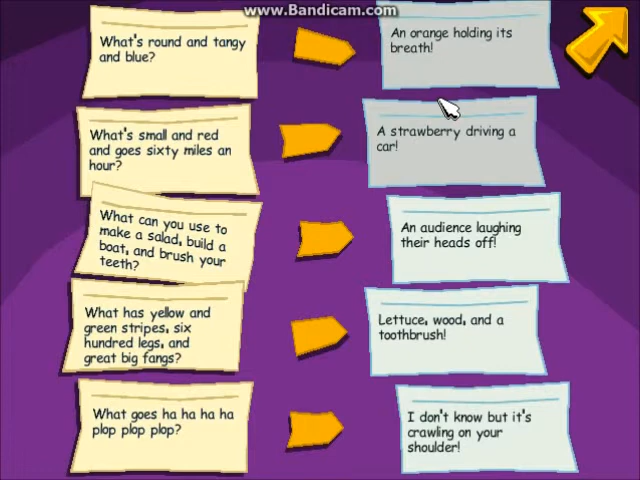 www.Bandicam.com
What's round and tangy
and blue?
An orange holding its
breath!
What's small and red
and goes sixty miles an
hour?
A strawberry driving a
car!
What can you use to
make a salad, build a
boat, and brush your
teeth?
An audience laughing
their heads off!
What has yellow and
green stripes, six
hundred legs, and
great big fangs?
Lettuce, wood, and a
toothbrush!
What goes ha ha ha ha
plop plop plop?
I don't know but it's
crawling on your
shoulder!